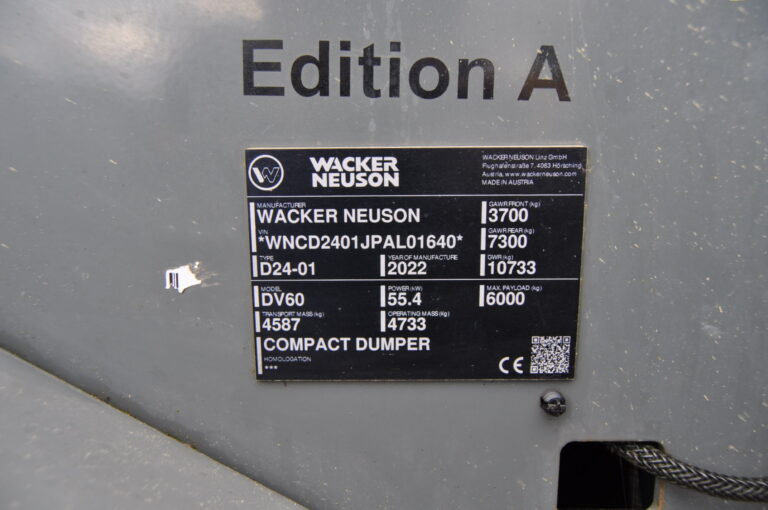 Edition A
W
WACKER NEUSON
WACKER NEUSON Linz GmbH
Flughafenstraße 7, 4063 Hörsching
Austria, www.wackerneuson.com
MADE IN AUSTRIA
MANUFACTURER
WACKER NEUSON
GAWR FRONT (kg)
3700
VIN
*WNCD2401JPAL01640*
GAWR REAR (kg)
7300
TYPE
D24-01
YEAR OF MANUFACTURE
2022
GWR (kg)
10733
MODEL
DV60
POWER (kW)
55.4
MAX. PAYLOAD (kg)
6000
TRANSPORT MASS (kg)
4587
OPERATING MASS (kg)
4733
COMPACT DUMPER
HOMOLOGATION
***
CE